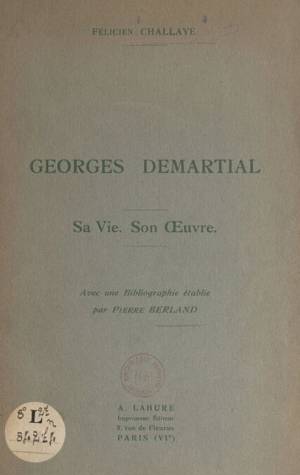 FÉLICIEN CHALLAYE
GEORGES DEMARTIAL
Sa Vie. Son Œuvre.
Avec une Bibliographie établie
par PIERRE BERLAND
A. LAHURE
Imprimeur Éditeur
9, rue de Fleurus
PARIS (VIe)
8° L